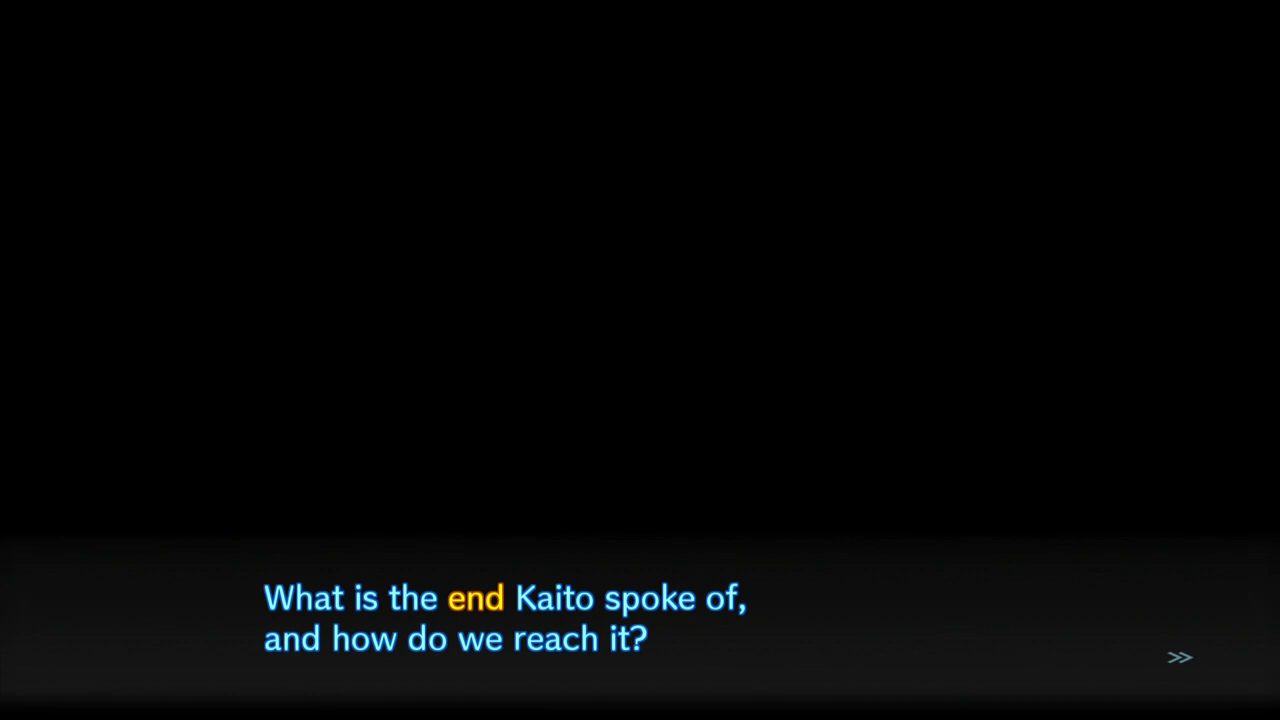 What is the end Kaito spoke of,
and how do we reach it?